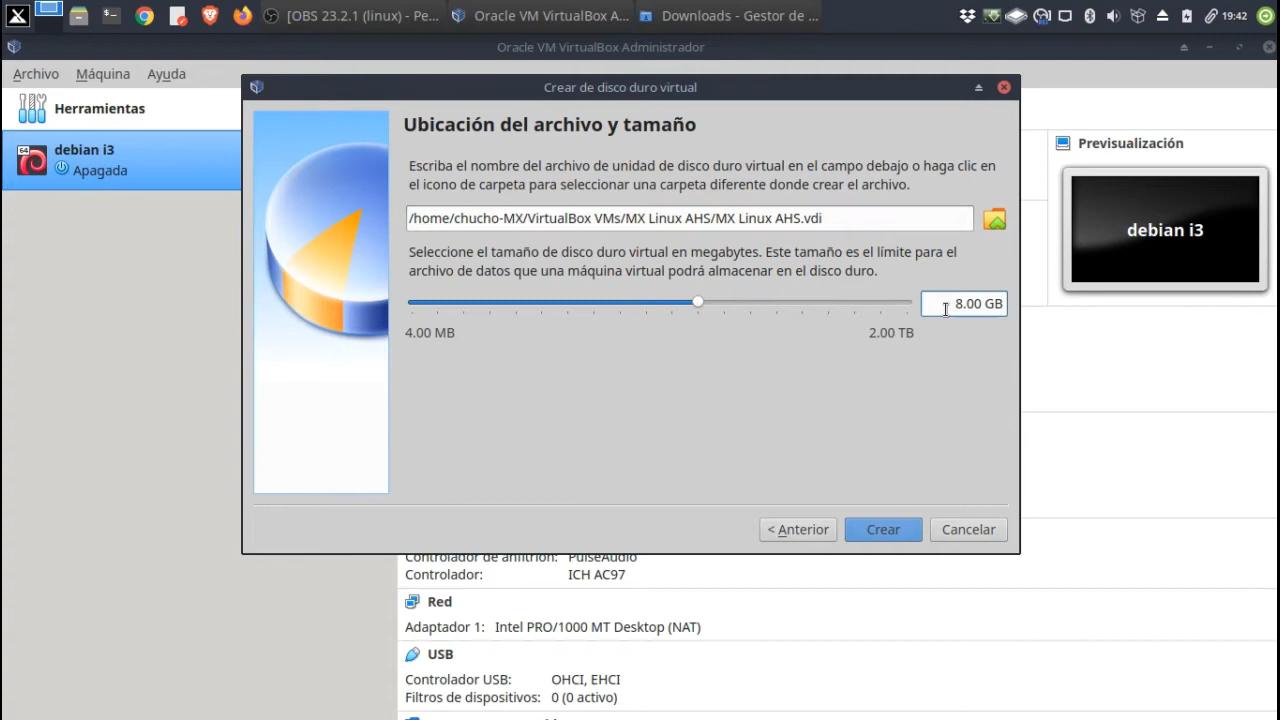 [OBS 23.2.1 (linux) - Pe...
Oracle VM VirtualBox A...
Downloads - Gestor de ...
19:42
Oracle VM VirtualBox Administrador
Archivo Máquina Ayuda
Herramientas
64
debian i3
Apagada
Crear de disco duro virtual
Ubicación del archivo y tamaño
Escriba el nombre del archivo de unidad de disco duro virtual en el campo debajo o haga clic en
el icono de carpeta para seleccionar una carpeta diferente donde crear el archivo.
/home/chucho-MX/VirtualBox VMs/MX Linux AHS/MX Linux AHS.vdi
Seleccione el tamaño de disco duro virtual en megabytes. Este tamaño es el límite para el
archivo de datos que una máquina virtual podrá almacenar en el disco duro.
8.00 GB
4.00 MB
2.00 TB
< Anterior
Crear
Cancelar
Previsualización
debian i3
Controlador de anfitrión: PulseAudio
Controlador: ICH AC97
Red
Adaptador 1: Intel PRO/1000 MT Desktop (NAT)
USB
Controlador USB: OHCI, EHCI
Filtros de dispositivos: 0 (0 activo)